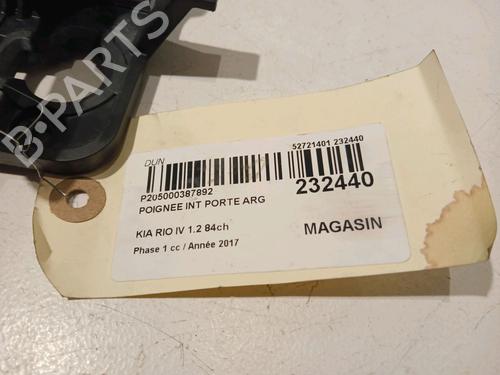 B-PARTS
DUN
52721401 232440
P205000387892
232440
POIGNEE INT PORTE ARG
KIA RIO IV 1.2 84ch
MAGASIN
Phase 1 cc / Année 2017